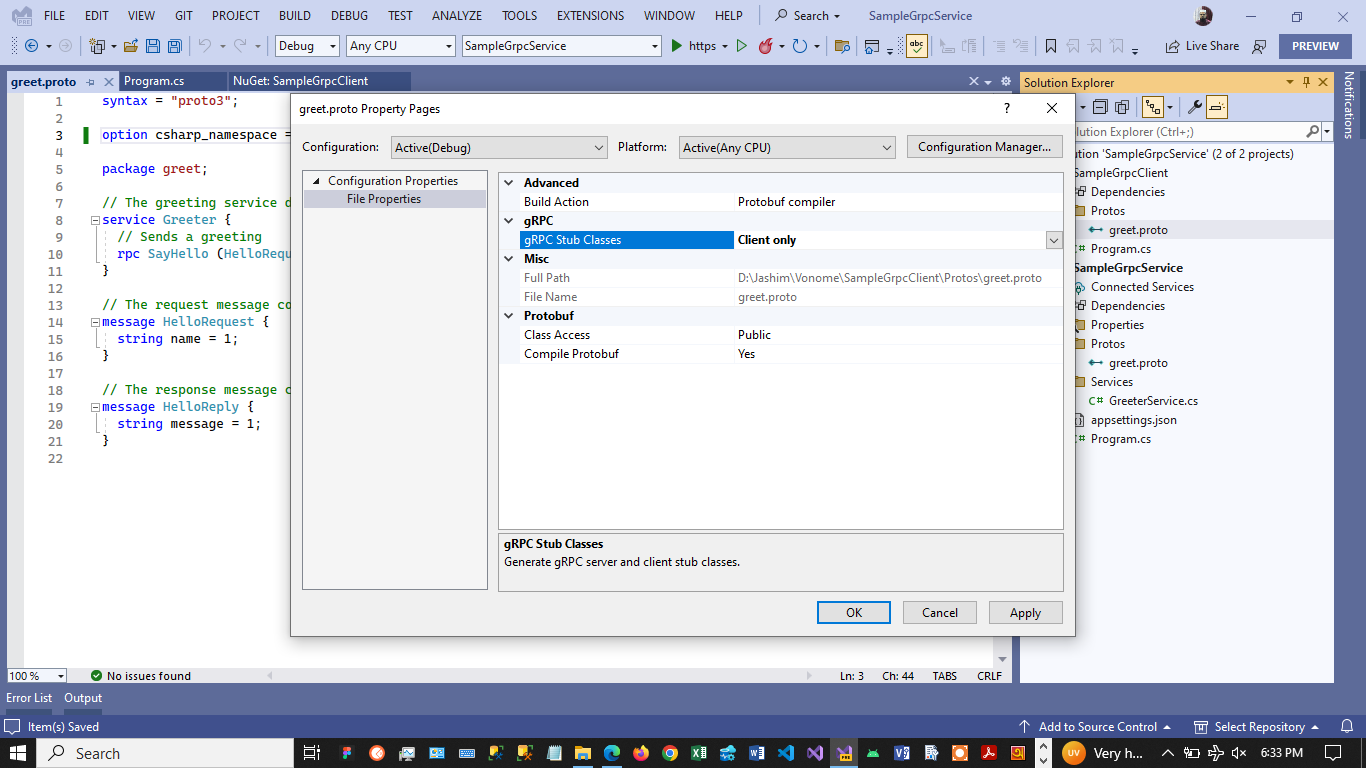 FILE EDIT VIEW GIT PROJECT BUILD DEBUG TEST ANALYZE TOOLS EXTENSIONS WINDOW HELP Search SampleGrpcService
Debug Any CPU SampleGrpcService https abc Live Share PREVIEW
greet.proto Program.cs NuGet: SampleGrpcClient
1 syntax = "proto3";
2
3 option csharp_namespace =
4
5 package greet;
6
7 // The greeting service d
8 service Greeter {
9 // Sends a greeting
10 rpc SayHello (HelloRequ
11 }
12
13 // The request message co
14 message HelloRequest {
15 string name = 1;
16 }
17
18 // The response message c
19 message HelloReply {
20 string message = 1;
21 }
22
greet.proto Property Pages ?
Configuration: Active(Debug) Platform: Active(Any CPU) Configuration Manager...
Configuration Properties
File Properties
Advanced
Build Action Protobuf compiler
gRPC
gRPC Stub Classes Client only
Misc
Full Path D:\Jashim\Vonome\SampleGrpcClient\Protos\greet.proto
File Name greet.proto
Protobuf
Class Access Public
Compile Protobuf Yes
gRPC Stub Classes
Generate gRPC server and client stub classes.
OK Cancel Apply
Solution Explorer
lution Explorer (Ctrl+;)
ution 'SampleGrpcService' (2 of 2 projects)
SampleGrpcClient
Dependencies
Protos
greet.proto
Program.cs
SampleGrpcService
Connected Services
Dependencies
Properties
Protos
greet.proto
Services
C# GreeterService.cs
appsettings.json
Program.cs
Notifications
100 % No issues found Ln: 3 Ch: 44 TABS CRLF
Error List Output
Item(s) Saved Add to Source Control Select Repository
Search UV Very h... 6:33 PM